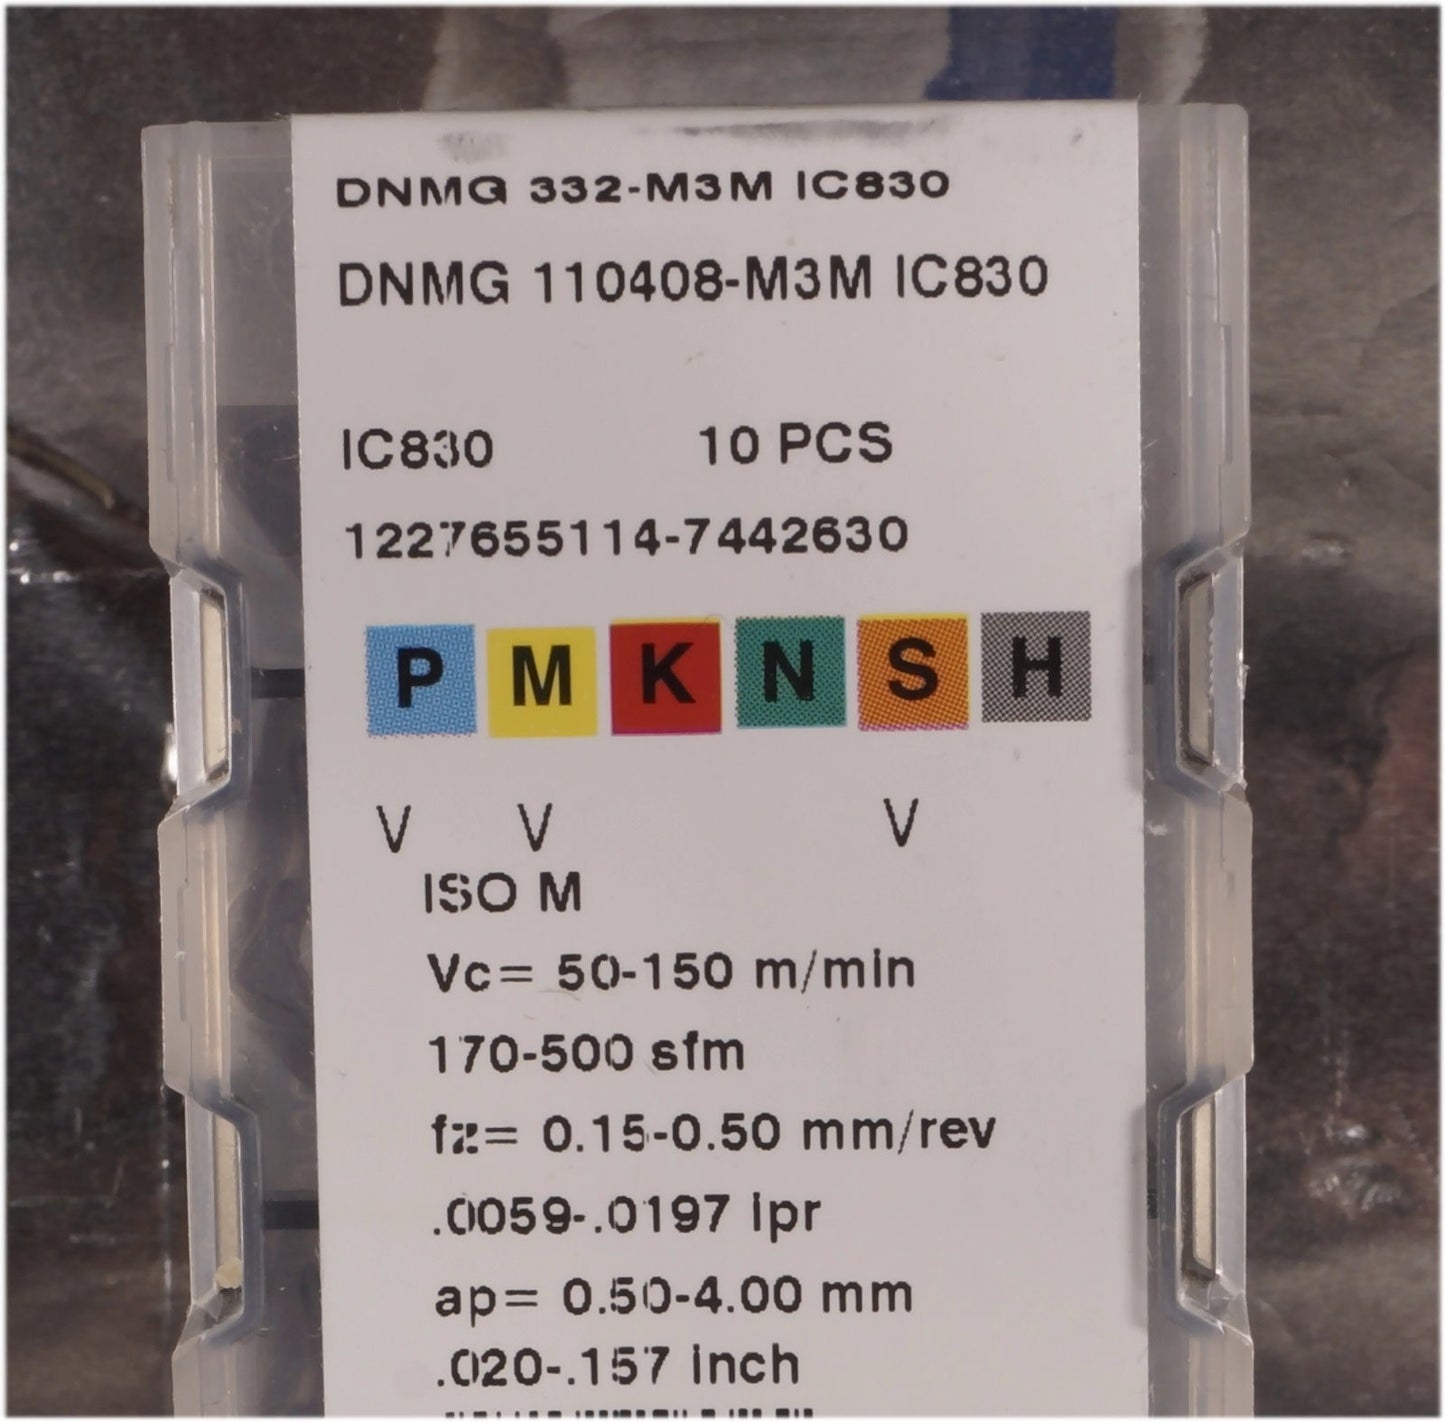 DNMG 332-M3M IC830
DNMG 110408-M3M IC830
IC830 10 PCS
1227655114-7442630
P M K N S H
V V V
ISO M
Vc= 50-150 m/min
170-500 sfm
fz= 0.15-0.50 mm/rev
.0059-.0197 ipr
ap= 0.50-4.00 mm
.020-.157 inch